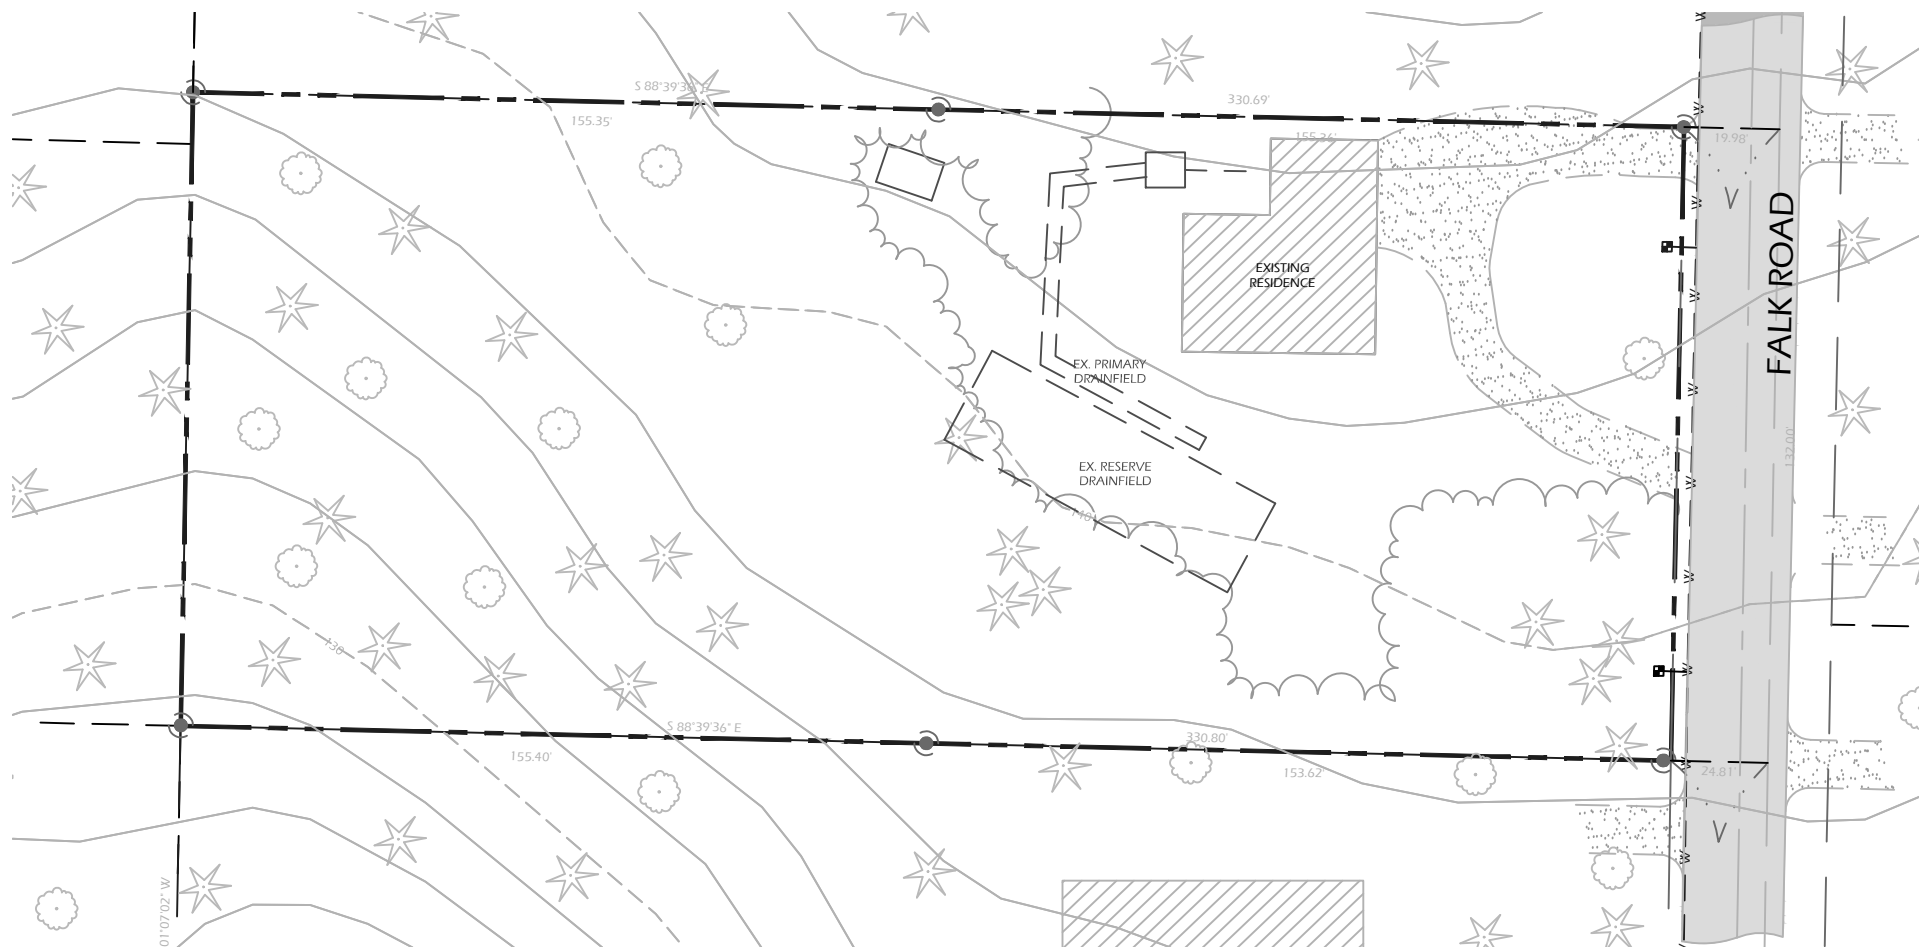 S 88°39'36" E
330.69'
155.35'
155.36'
19.98'
W
W
W
W
W
W
W
W
W
W
W
FALK ROAD
EXISTING
RESIDENCE
EX. PRIMARY
DRAINFIELD
132.00'
EX. RESERVE
DRAINFIELD
140
130
S 88°39'36" E
330.80'
155.40'
153.62'
24.81'
01°07'02" W